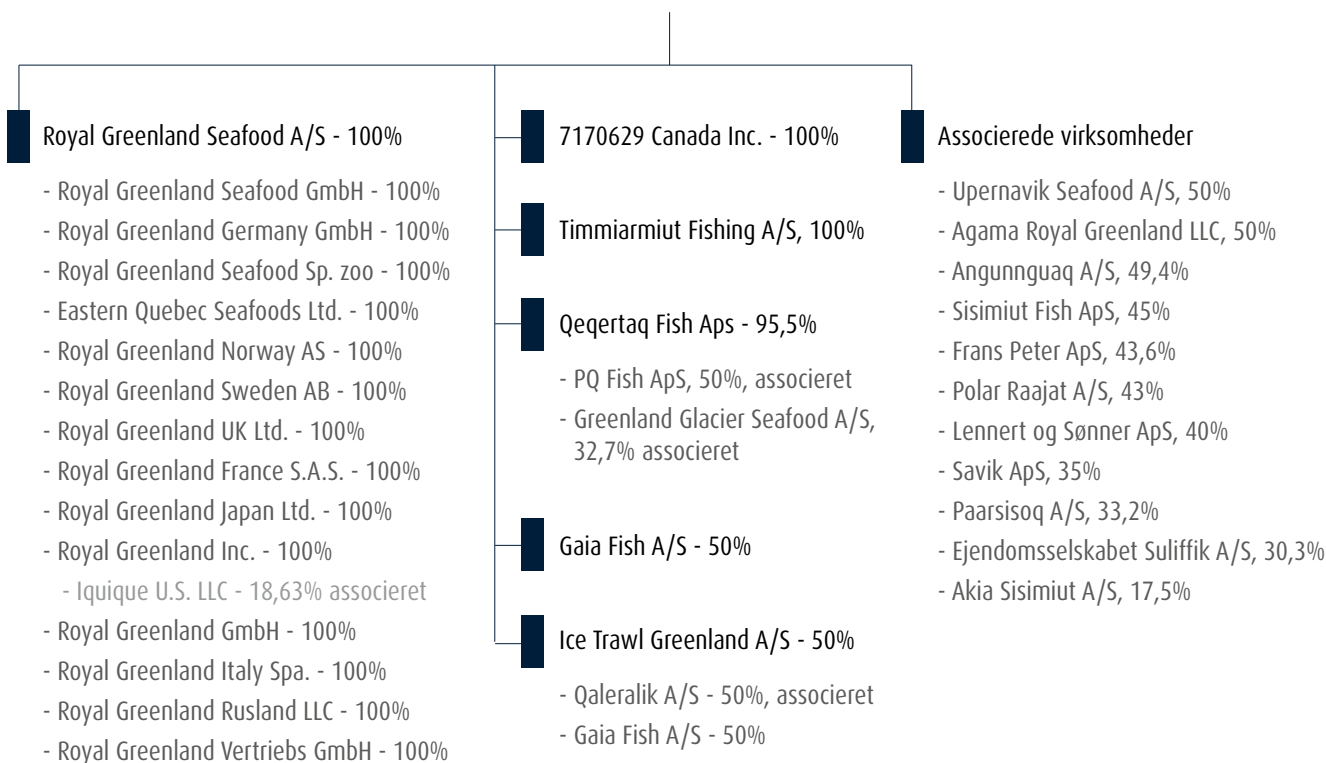 Royal Greenland Seafood A/S - 100%
- Royal Greenland Seafood GmbH - 100%
- Royal Greenland Germany GmbH - 100%
- Royal Greenland Seafood Sp. zoo - 100%
- Eastern Quebec Seafoods Ltd. - 100%
- Royal Greenland Norway AS - 100%
- Royal Greenland Sweden AB - 100%
- Royal Greenland UK Ltd. - 100%
- Royal Greenland France S.A.S. - 100%
- Royal Greenland Japan Ltd. - 100%
- Royal Greenland Inc. - 100%
- Iquique U.S. LLC - 18,63% associeret
- Royal Greenland GmbH - 100%
- Royal Greenland Italy Spa. - 100%
- Royal Greenland Rusland LLC - 100%
- Royal Greenland Vertriebs GmbH - 100%
7170629 Canada Inc. - 100%
Timmiarmiut Fishing A/S, 100%
Qeqertaq Fish Aps - 95,5%
- PQ Fish ApS, 50%, associeret
- Greenland Glacier Seafood A/S,
32,7% associeret
Gaia Fish A/S - 50%
Ice Trawl Greenland A/S - 50%
- Qaleralik A/S - 50%, associeret
- Gaia Fish A/S - 50%
Associerede virksomheder
- Upernavik Seafood A/S, 50%
- Agama Royal Greenland LLC, 50%
- Angunnguaq A/S, 49,4%
- Sisimiut Fish ApS, 45%
- Frans Peter ApS, 43,6%
- Polar Raajat A/S, 43%
- Lennert og Sønner ApS, 40%
- Savik ApS, 35%
- Paarsisoq A/S, 33,2%
- Ejendomsselskabet Suliffik A/S, 30,3%
- Akia Sisimiut A/S, 17,5%